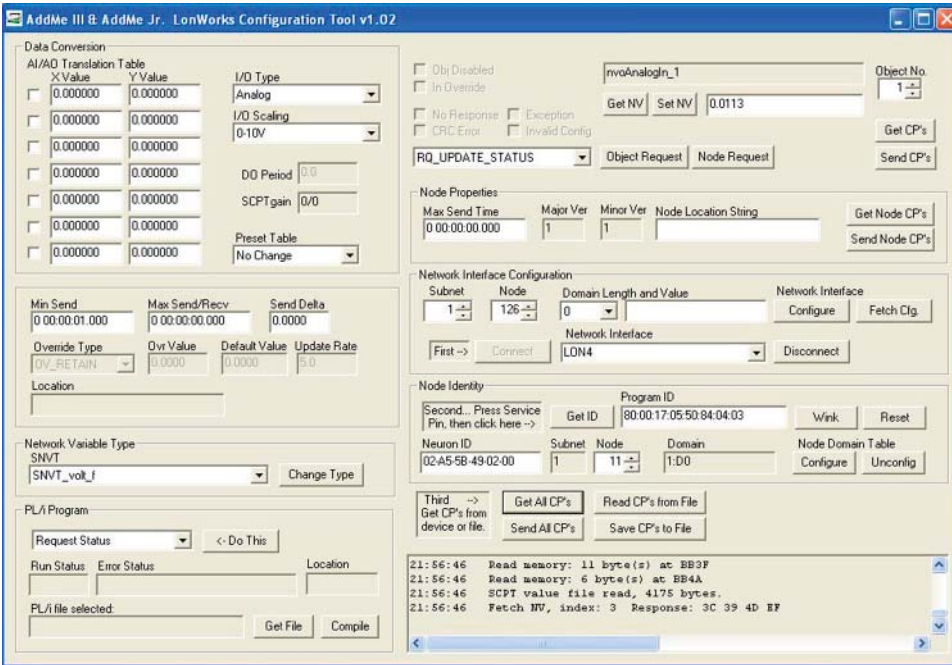 AddMe III & AddMe Jr. LonWorks Configuration Tool v1.02
Data Conversion
AI/AO Translation Table
X Value Y Value
0.000000 0.000000
0.000000 0.000000
0.000000 0.000000
0.000000 0.000000
0.000000 0.000000
0.000000 0.000000
0.000000 0.000000
I/O Type
Analog
I/O Scaling
0-10V
DO Period 0.0
SCPTgain 0/0
Preset Table
No Change
Min Send Max Send/Recv Send Delta
0 00:00:01.000 0 00:00:00.000 0.0000
Override Type Ovr Value Default Value Update Rate
OV_RETAIN 0.0000 0.0000 5.0
Location
Network Variable Type
SNVT
SNVT_volt_f Change Type
PL/i Program
Request Status <- Do This
Run Status Error Status Location
PL/i file selected:
Get File Compile
Obj Disabled
In Override
No Response Exception
CRC Error Invalid Config
nvoAnalogIn_1
Get NV Set NV 0.0113
Object No.
1
Get CP's
Send CP's
RQ_UPDATE_STATUS Object Request Node Request
Node Properties
Max Send Time Major Ver Minor Ver Node Location String
0 00:00:00.000 1 1
Get Node CP's
Send Node CP's
Network Interface Configuration
Subnet Node Domain Length and Value Network Interface
1 126 0 Configure Fetch Cfg.
Network Interface
First --> Connect LON4 Disconnect
Node Identity
Second... Press Service
Pin, then click here -->
Get ID
Program ID
80:00:17:05:50:84:04:03
Wink Reset
Neuron ID Subnet Node Domain Node Domain Table
02-A5-5B-49-02-00 1 11 1:D0 Configure Unconfig
Third -->
Get CP's from
device or file.
Get All CP's Read CP's from File
Send All CP's Save CP's to File
21:56:46 Read memory: 11 byte(s) at BB3F
21:56:46 Read memory: 6 byte(s) at BB4A
21:56:46 SCPT value file read, 4175 bytes.
21:56:46 Fetch NV, index: 3 Response: 3C 39 4D EF